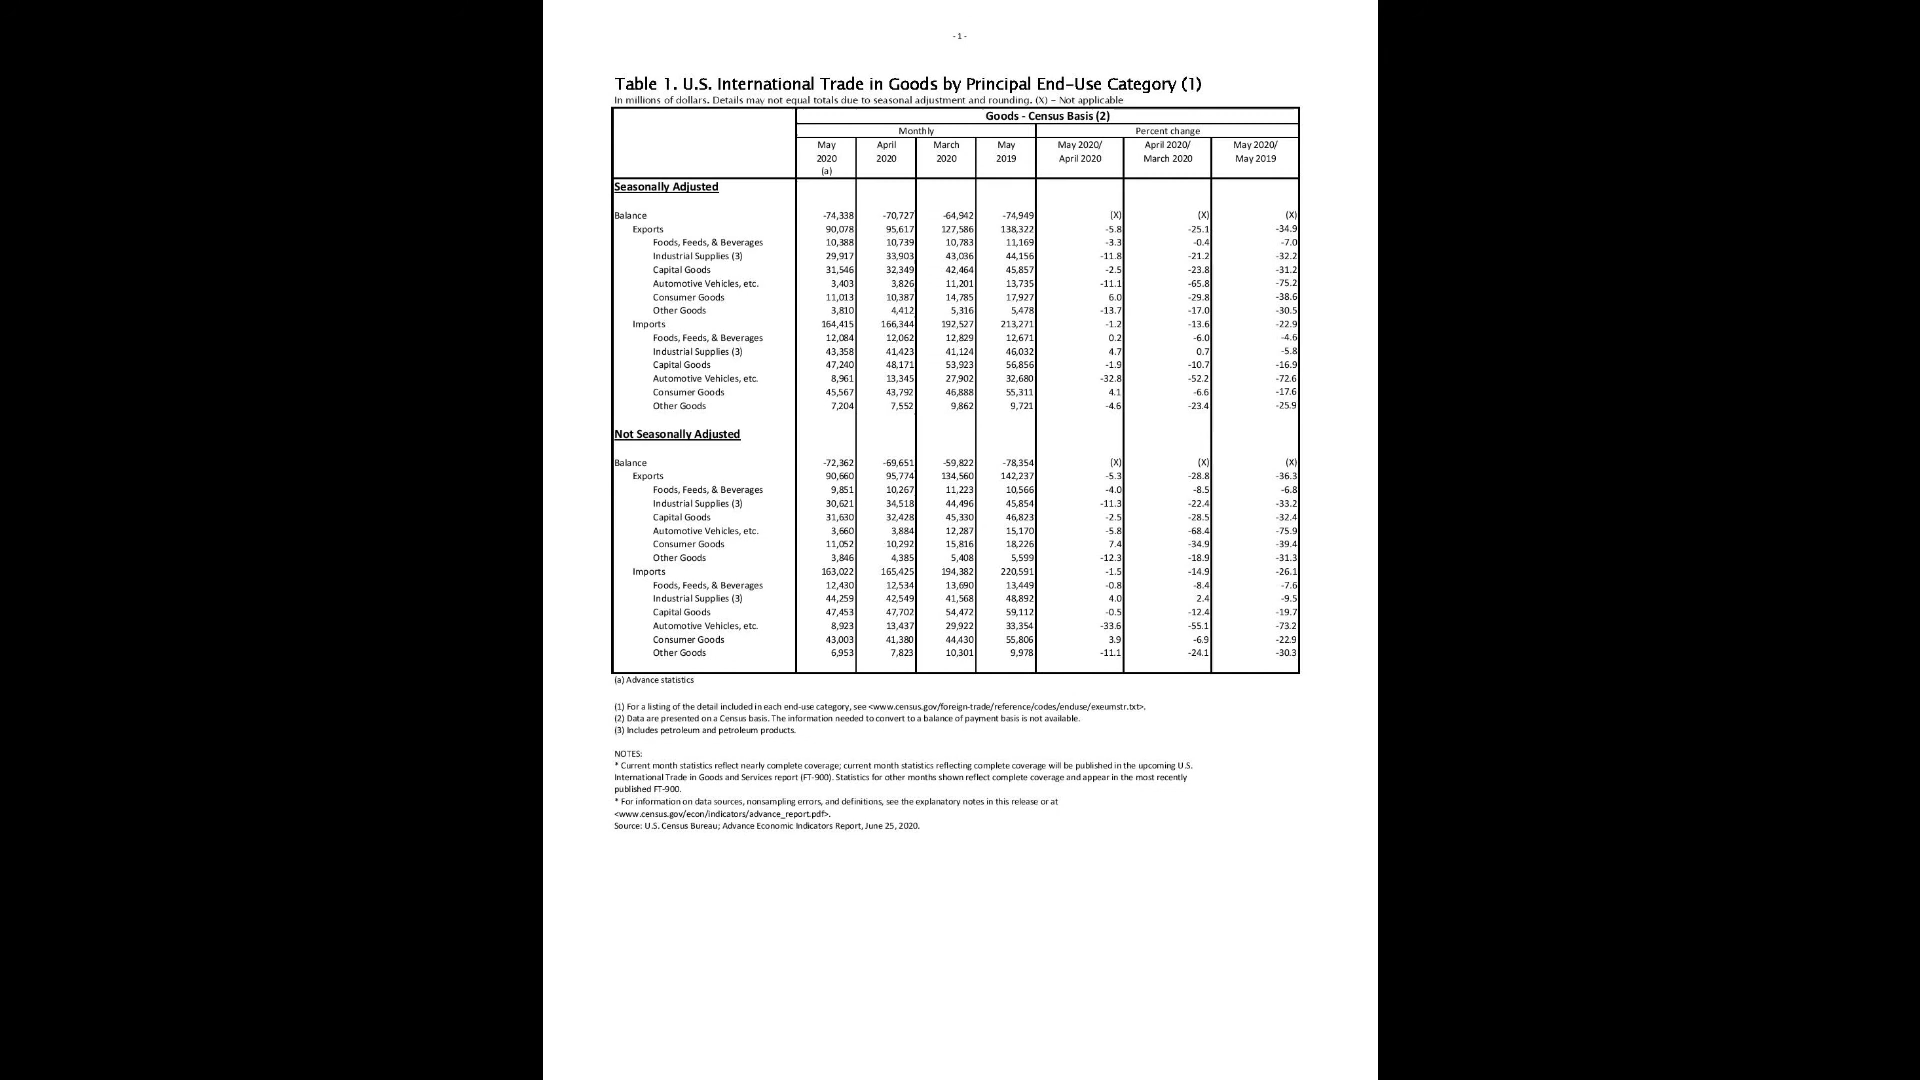 - 1 -
Table 1. U.S. International Trade in Goods by Principal End-Use Category (1)
In millions of dollars. Details may not equal totals due to seasonal adjustment and rounding. (X) - Not applicable
Goods - Census Basis (2)
Monthly Percent change
May April March May May 2020/ April 2020/ May 2020/
2020 2020 2020 2019 April 2020 March 2020 May 2019
(a)
Seasonally Adjusted
Balance -74,338 -70,727 -64,942 -74,949 (X) (X) (X)
Exports 90,078 95,617 127,586 138,322 -5.8 -25.1 -34.9
Foods, Feeds, & Beverages 10,388 10,739 10,783 11,169 -3.3 -0.4 -7.0
Industrial Supplies (3) 29,917 33,903 43,036 44,156 -11.8 -21.2 -32.2
Capital Goods 31,546 32,349 42,464 45,857 -2.5 -23.8 -31.2
Automotive Vehicles, etc. 3,403 3,826 11,201 13,735 -11.1 -65.8 -75.2
Consumer Goods 11,013 10,387 14,785 17,927 6.0 -29.8 -38.6
Other Goods 3,810 4,412 5,316 5,478 -13.7 -17.0 -30.5
Imports 164,415 166,344 192,527 213,271 -1.2 -13.6 -22.9
Foods, Feeds, & Beverages 12,084 12,062 12,829 12,671 0.2 -6.0 -4.6
Industrial Supplies (3) 43,358 41,423 41,124 46,032 4.7 0.7 -5.8
Capital Goods 47,240 48,171 53,923 56,856 -1.9 -10.7 -16.9
Automotive Vehicles, etc. 8,961 13,345 27,902 32,680 -32.8 -52.2 -72.6
Consumer Goods 45,567 43,792 46,888 55,311 4.1 -6.6 -17.6
Other Goods 7,204 7,552 9,862 9,721 -4.6 -23.4 -25.9
Not Seasonally Adjusted
Balance -72,362 -69,651 -59,822 -78,354 (X) (X) (X)
Exports 90,660 95,774 134,560 142,237 -5.3 -28.8 -36.3
Foods, Feeds, & Beverages 9,851 10,267 11,223 10,566 -4.0 -8.5 -6.8
Industrial Supplies (3) 30,621 34,518 44,496 45,854 -11.3 -22.4 -33.2
Capital Goods 31,630 32,428 45,330 46,823 -2.5 -28.5 -32.4
Automotive Vehicles, etc. 3,660 3,884 12,287 15,170 -5.8 -68.4 -75.9
Consumer Goods 11,052 10,292 15,816 18,226 7.4 -34.9 -39.4
Other Goods 3,846 4,385 5,408 5,599 -12.3 -18.9 -31.3
Imports 163,022 165,425 194,382 220,591 -1.5 -14.9 -26.1
Foods, Feeds, & Beverages 12,430 12,534 13,690 13,449 -0.8 -8.4 -7.6
Industrial Supplies (3) 44,259 42,549 41,568 48,892 4.0 2.4 -9.5
Capital Goods 47,453 47,702 54,472 59,112 -0.5 -12.4 -19.7
Automotive Vehicles, etc. 8,923 13,437 29,922 33,354 -33.6 -55.1 -73.2
Consumer Goods 43,003 41,380 44,430 55,806 3.9 -6.9 -22.9
Other Goods 6,953 7,823 10,301 9,978 -11.1 -24.1 -30.3
(a) Advance statistics
(1) For a listing of the detail included in each end-use category, see <www.census.gov/foreign-trade/reference/codes/enduse/exeumstr.txt>.
(2) Data are presented on a Census basis. The information needed to convert to a balance of payment basis is not available.
(3) Includes petroleum and petroleum products.
NOTES:
* Current month statistics reflect nearly complete coverage; current month statistics reflecting complete coverage will be published in the upcoming U.S.
International Trade in Goods and Services report (FT-900). Statistics for other months shown reflect complete coverage and appear in the most recently
published FT-900.
* For information on data sources, nonsampling errors, and definitions, see the explanatory notes in this release or at
<www.census.gov/econ/indicators/advance_report.pdf>.
Source: U.S. Census Bureau; Advance Economic Indicators Report, June 25, 2020.